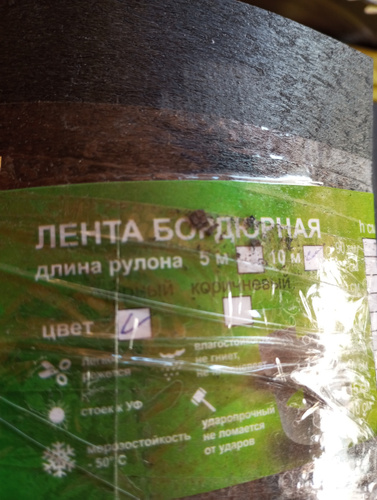 ЛЕНТА БОРДЮРНАЯ
длина рулона 5 м 10 м
коричневый
цвет
не гниет,
стоек к УФ
ударопрочный
не ломается
от ударов
морозостойкость
-50°С